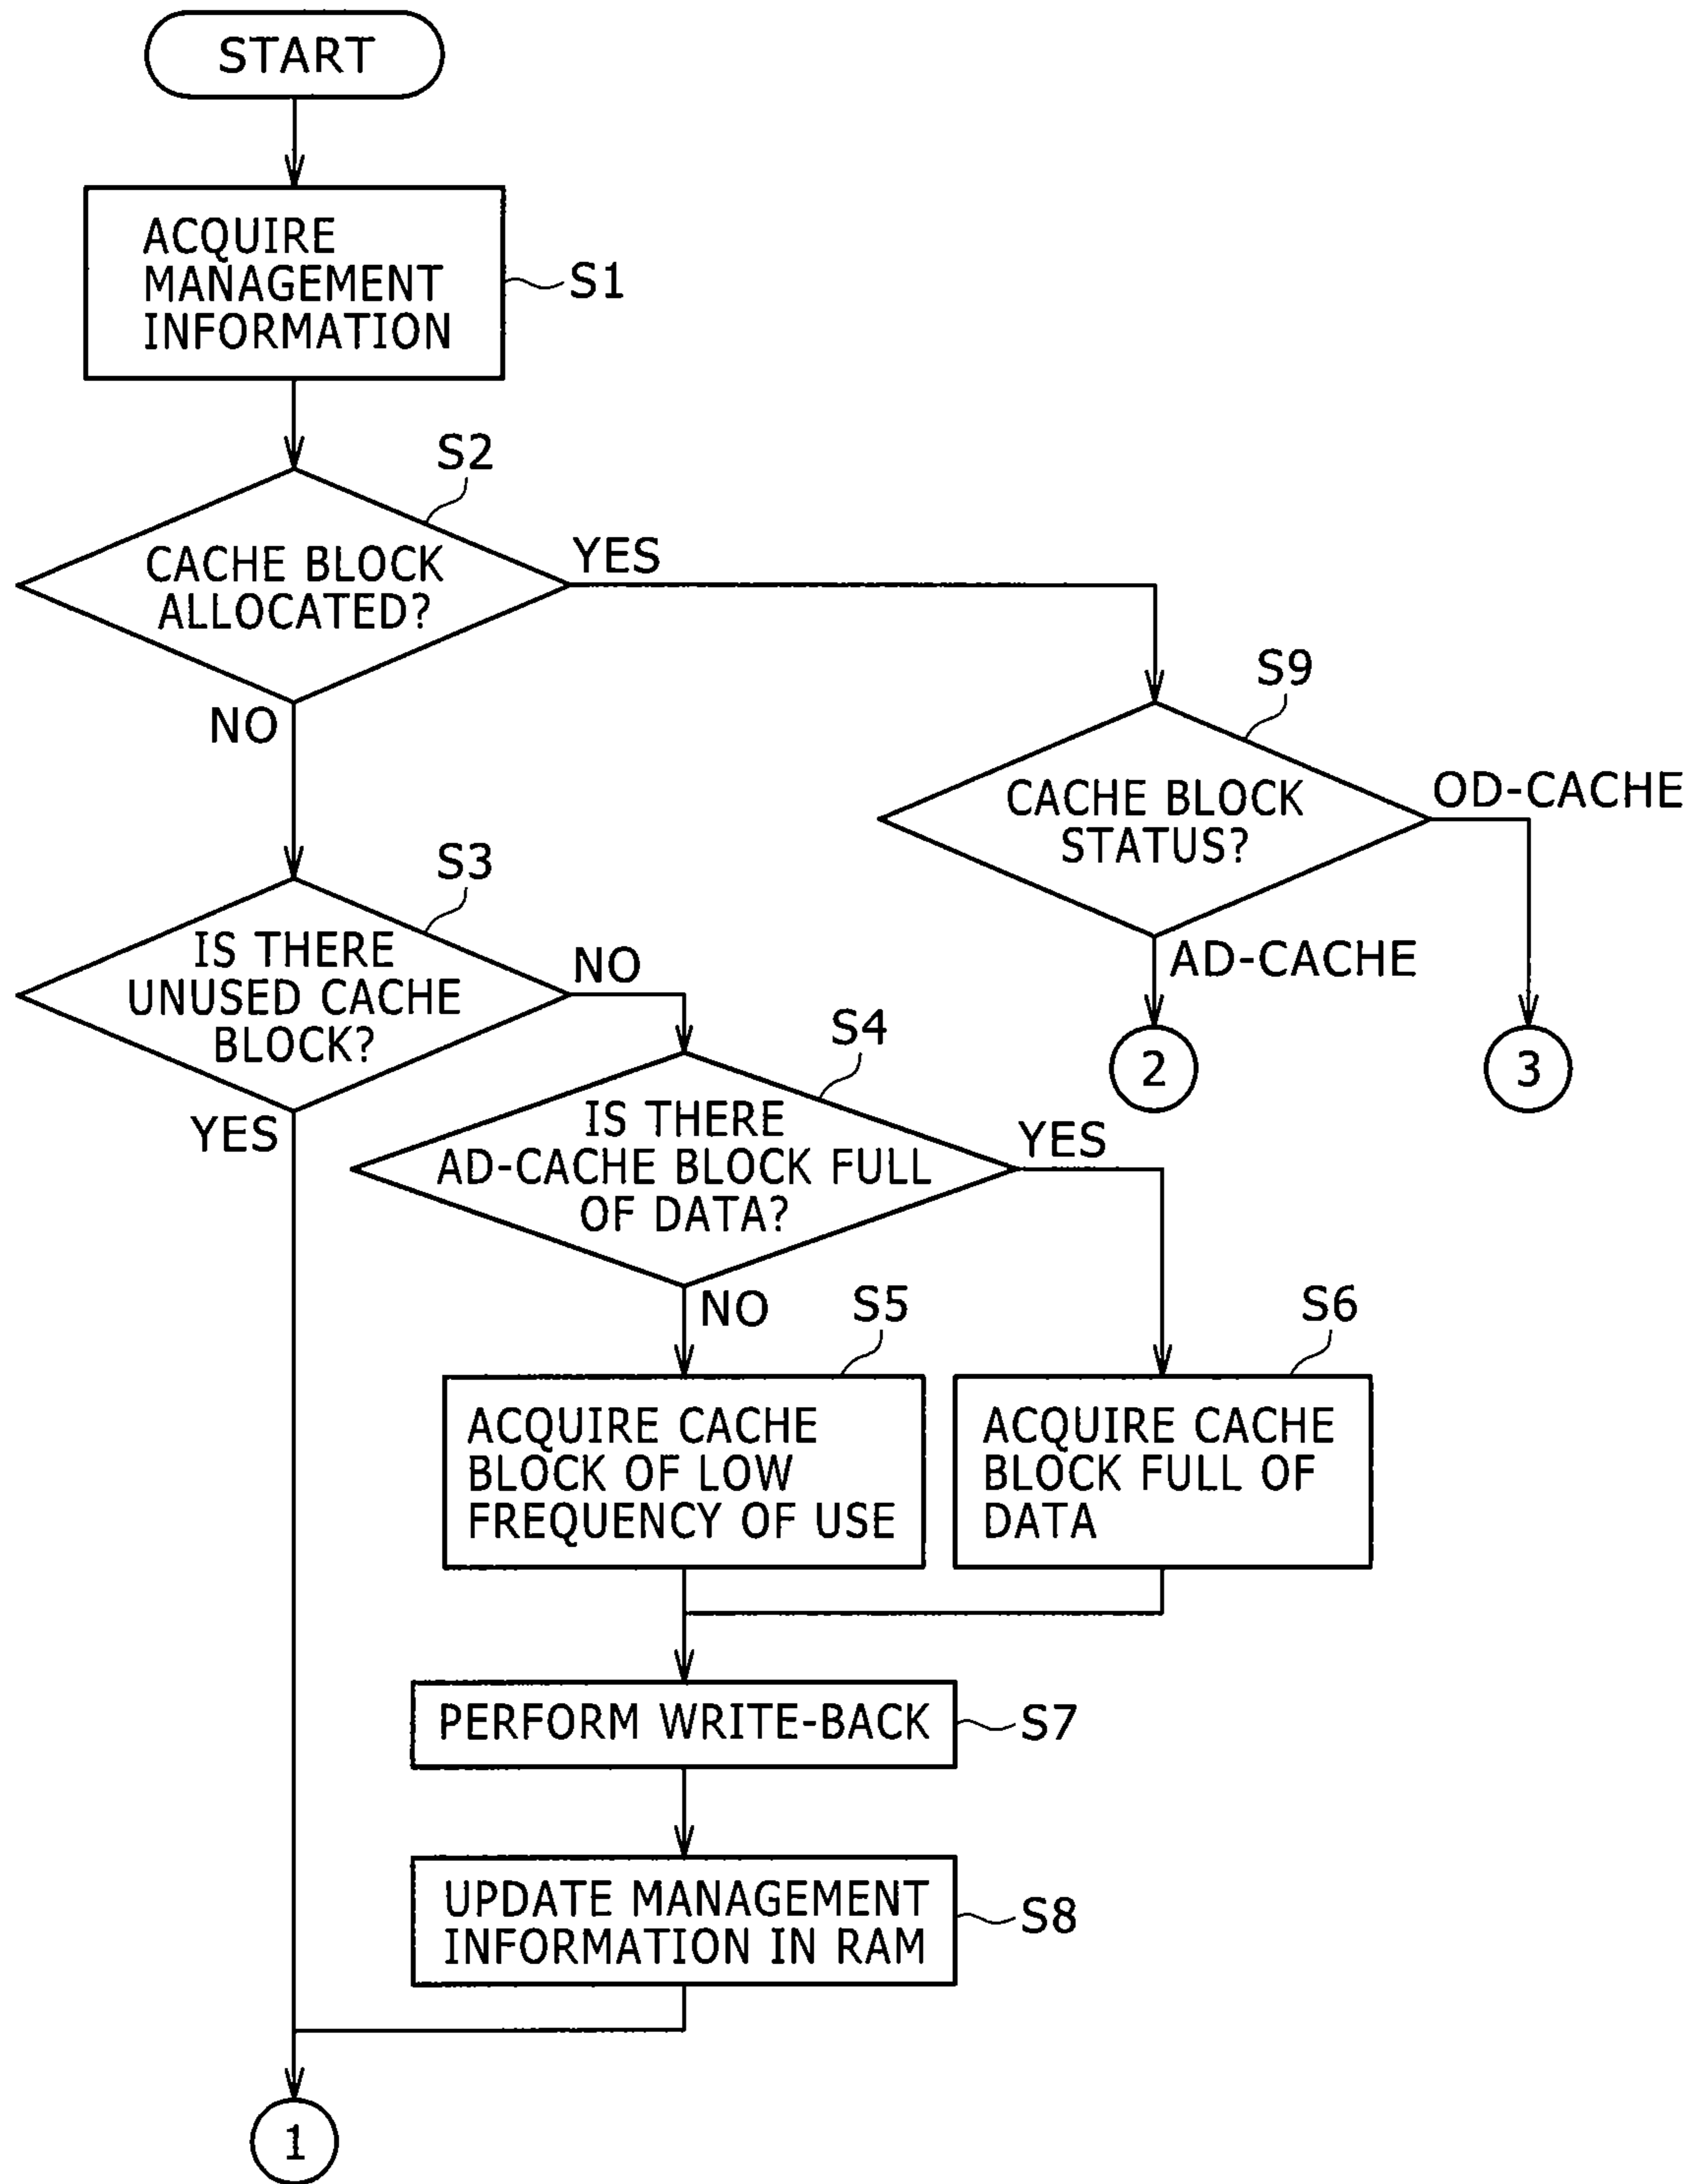 START
ACQUIRE
MANAGEMENT
INFORMATION
S1
S2
CACHE BLOCK
ALLOCATED?
YES
NO
S9
CACHE BLOCK
STATUS?
OD-CACHE
AD-CACHE
2
3
S3
IS THERE
UNUSED CACHE
BLOCK?
NO
YES
S4
IS THERE
AD-CACHE BLOCK FULL
OF DATA?
YES
NO
S5
ACQUIRE CACHE
BLOCK OF LOW
FREQUENCY OF USE
S6
ACQUIRE CACHE
BLOCK FULL OF
DATA
PERFORM WRITE-BACK
S7
UPDATE MANAGEMENT
INFORMATION IN RAM
S8
1